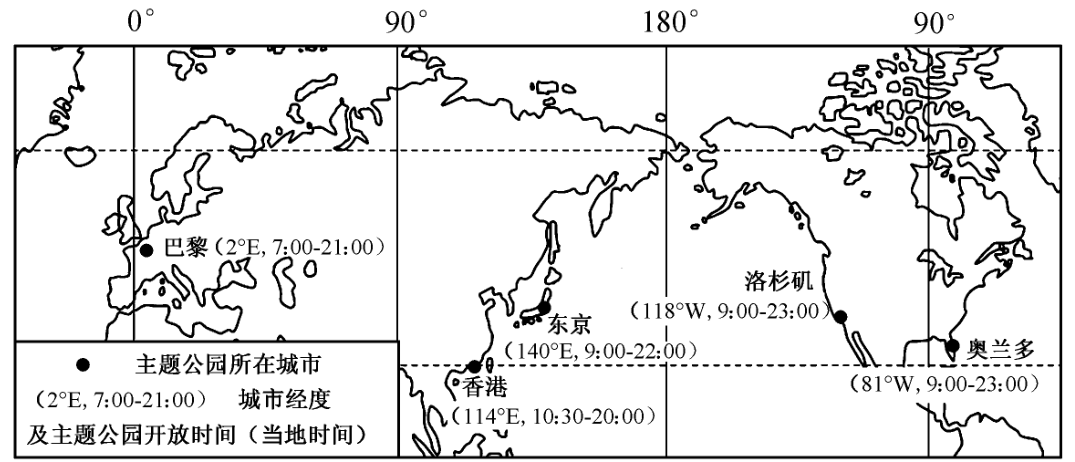 0° 90° 180° 90°
巴黎(2°E, 7:00-21:00)
洛杉矶
(118°W, 9:00-23:00)
东京
(140°E, 9:00-22:00)
奥兰多
(81°W, 9:00-23:00)
香港
(114°E, 10:30-20:00)
主题公园所在城市
(2°E, 7:00-21:00) 城市经度
及主题公园开放时间(当地时间)